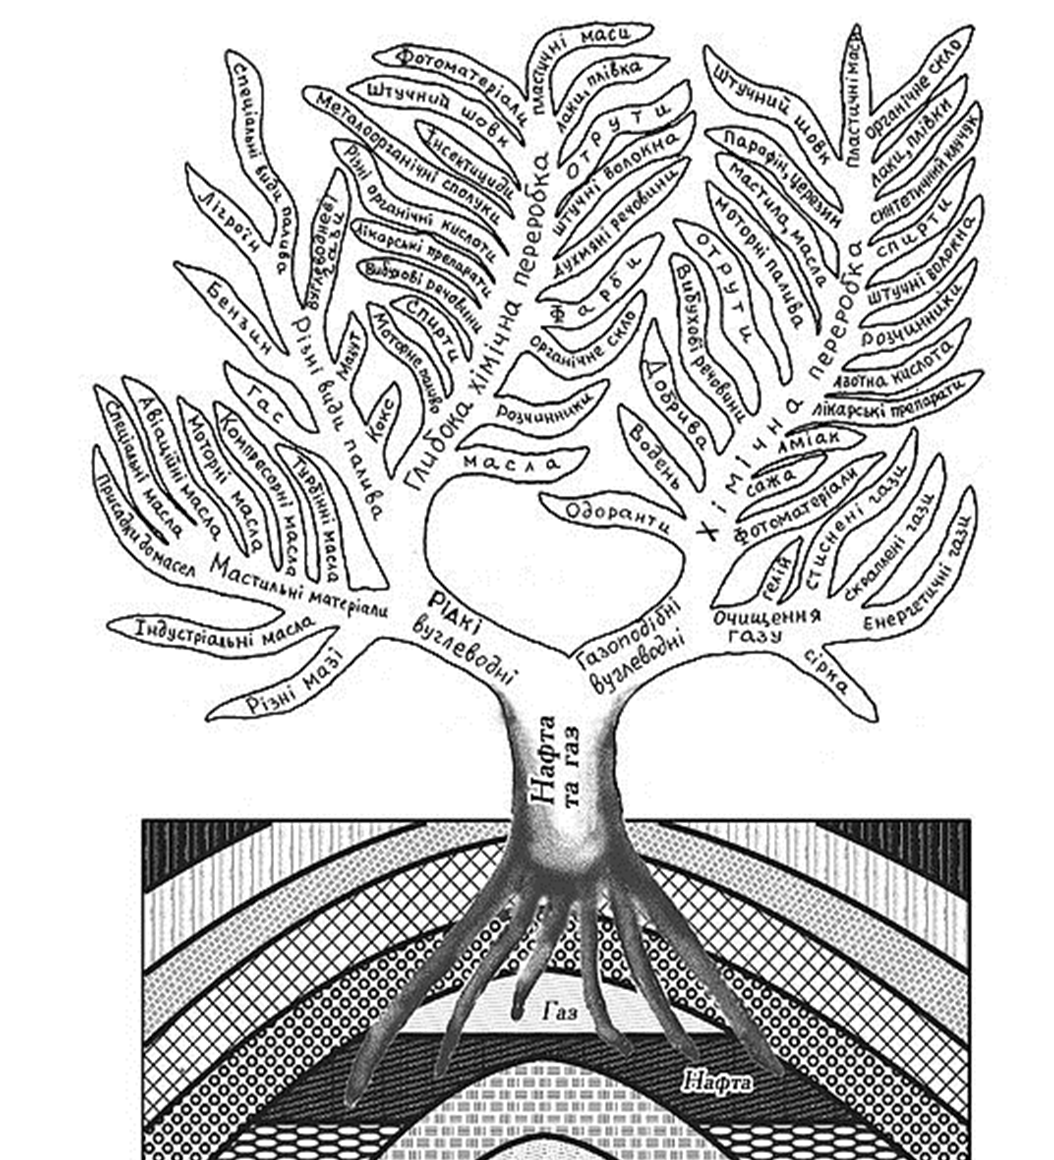 спеціальні види палива
Лігроїн
Бензин
Гас
вуглеводневі
гази
Мазут
Кокс
Різні види палива
Фотоматеріали
Штучний шовк
Металоорганічні сполуки
Інсектициди
Різні органічні кислоти
Лікарські препарати
Вибухові речовини
Спирти
Моторне паливо
пластичні маси
лаки, плівка
отрути
штучні волокна
духмяні речовини
Фарби
органічне скло
розчинники
масла
Глибока хімічна переробка
Спеціальні масла
Авіаційні масла
Моторні масла
Компресорні масла
Турбінні масла
Присадки до масел
Мастильні матеріали
Індустріальні масла
Різні мазі
Рідкі
вуглеводні
Штучний шовк
Парафін, церезин
мастила, масла
моторні палива
отрути
Вибухові речовини
Добрива
Водень
Одоранти
пластичні маси
органічне скло
лаки, плівки
синтетичний каучук
спирти
штучні волокна
розчинники
Азотна кислота
лікарські препарати
Аміак
сажа
фотоматеріали
Хімічна переробка
гелій
стиснені гази
скраплені гази
Енергетичні гази
Очищення
газу
сірка
Газоподібні
вуглеводні
Нафта
та газ
Газ
Нафта